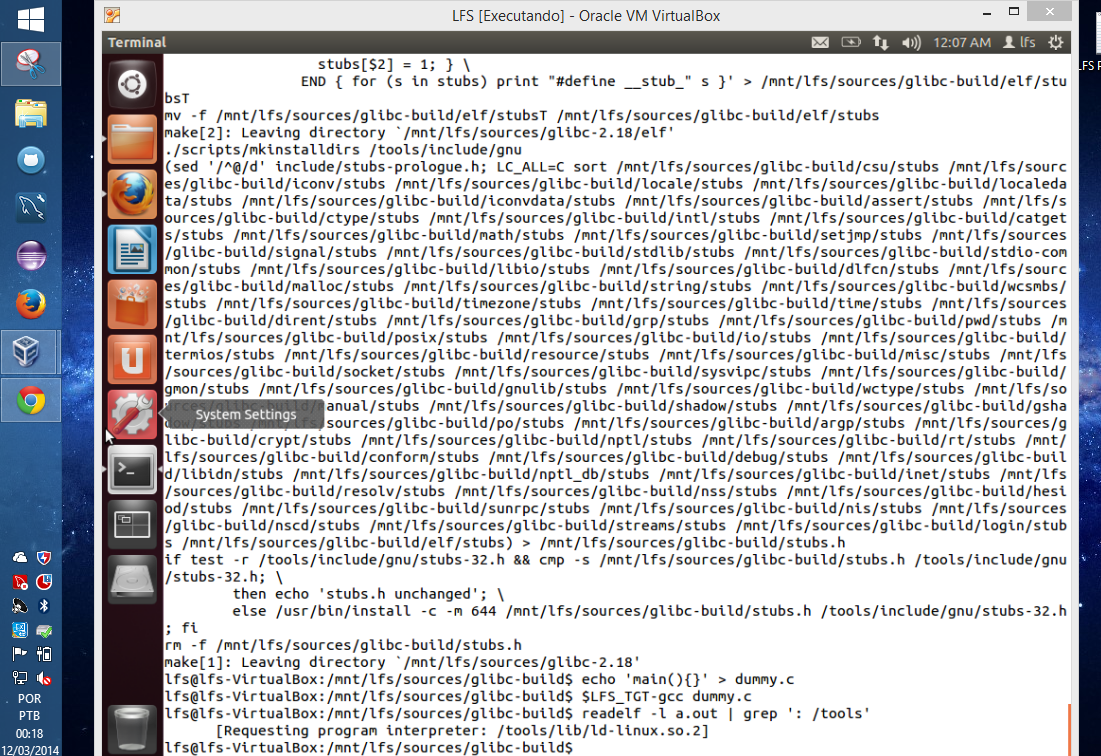 LFS [Executando] - Oracle VM VirtualBox
Terminal
12:07 AM
lfs
LFS P
stubs[$2] = 1; } \
END { for (s in stubs) print "#define __stub_" s }' > /mnt/lfs/sources/glibc-build/elf/stu
bsT
mv -f /mnt/lfs/sources/glibc-build/elf/stubsT /mnt/lfs/sources/glibc-build/elf/stubs
make[2]: Leaving directory `/mnt/lfs/sources/glibc-2.18/elf'
./scripts/mkinstalldirs /tools/include/gnu
(sed '/^@/d' include/stubs-prologue.h; LC_ALL=C sort /mnt/lfs/sources/glibc-build/csu/stubs /mnt/lfs/sourc
es/glibc-build/iconv/stubs /mnt/lfs/sources/glibc-build/locale/stubs /mnt/lfs/sources/glibc-build/localeda
ta/stubs /mnt/lfs/sources/glibc-build/iconvdata/stubs /mnt/lfs/sources/glibc-build/assert/stubs /mnt/lfs/s
ources/glibc-build/ctype/stubs /mnt/lfs/sources/glibc-build/intl/stubs /mnt/lfs/sources/glibc-build/catget
s/stubs /mnt/lfs/sources/glibc-build/math/stubs /mnt/lfs/sources/glibc-build/setjmp/stubs /mnt/lfs/sources
/glibc-build/signal/stubs /mnt/lfs/sources/glibc-build/stdlib/stubs /mnt/lfs/sources/glibc-build/stdio-com
mon/stubs /mnt/lfs/sources/glibc-build/libio/stubs /mnt/lfs/sources/glibc-build/dlfcn/stubs /mnt/lfs/sourc
es/glibc-build/malloc/stubs /mnt/lfs/sources/glibc-build/string/stubs /mnt/lfs/sources/glibc-build/wcsmbs/
stubs /mnt/lfs/sources/glibc-build/timezone/stubs /mnt/lfs/sources/glibc-build/time/stubs /mnt/lfs/sources
/glibc-build/dirent/stubs /mnt/lfs/sources/glibc-build/grp/stubs /mnt/lfs/sources/glibc-build/pwd/stubs /m
nt/lfs/sources/glibc-build/posix/stubs /mnt/lfs/sources/glibc-build/io/stubs /mnt/lfs/sources/glibc-build/
termios/stubs /mnt/lfs/sources/glibc-build/resource/stubs /mnt/lfs/sources/glibc-build/misc/stubs /mnt/lfs
/sources/glibc-build/socket/stubs /mnt/lfs/sources/glibc-build/sysvipc/stubs /mnt/lfs/sources/glibc-build/
gmon/stubs /mnt/lfs/sources/glibc-build/gnulib/stubs /mnt/lfs/sources/glibc-build/wctype/stubs /mnt/lfs/so
urces/glibc-build/manual/stubs /mnt/lfs/sources/glibc-build/shadow/stubs /mnt/lfs/sources/glibc-build/gsha
System Settings
dow/stubs /mnt/lfs/sources/glibc-build/po/stubs /mnt/lfs/sources/glibc-build/argp/stubs /mnt/lfs/sources/g
libc-build/crypt/stubs /mnt/lfs/sources/glibc-build/nptl/stubs /mnt/lfs/sources/glibc-build/rt/stubs /mnt/
lfs/sources/glibc-build/conform/stubs /mnt/lfs/sources/glibc-build/debug/stubs /mnt/lfs/sources/glibc-buil
d/libidn/stubs /mnt/lfs/sources/glibc-build/nptl_db/stubs /mnt/lfs/sources/glibc-build/inet/stubs /mnt/lfs
/sources/glibc-build/resolv/stubs /mnt/lfs/sources/glibc-build/nss/stubs /mnt/lfs/sources/glibc-build/hesi
od/stubs /mnt/lfs/sources/glibc-build/sunrpc/stubs /mnt/lfs/sources/glibc-build/nis/stubs /mnt/lfs/sources
/glibc-build/nscd/stubs /mnt/lfs/sources/glibc-build/streams/stubs /mnt/lfs/sources/glibc-build/login/stub
s /mnt/lfs/sources/glibc-build/elf/stubs) > /mnt/lfs/sources/glibc-build/stubs.h
if test -r /tools/include/gnu/stubs-32.h && cmp -s /mnt/lfs/sources/glibc-build/stubs.h /tools/include/gnu
/stubs-32.h; \
then echo 'stubs.h unchanged'; \
else /usr/bin/install -c -m 644 /mnt/lfs/sources/glibc-build/stubs.h /tools/include/gnu/stubs-32.h
; fi
rm -f /mnt/lfs/sources/glibc-build/stubs.h
make[1]: Leaving directory `/mnt/lfs/sources/glibc-2.18'
lfs@lfs-VirtualBox:/mnt/lfs/sources/glibc-build$ echo 'main(){}' > dummy.c
lfs@lfs-VirtualBox:/mnt/lfs/sources/glibc-build$ $LFS_TGT-gcc dummy.c
lfs@lfs-VirtualBox:/mnt/lfs/sources/glibc-build$ readelf -l a.out | grep ': /tools'
[Requesting program interpreter: /tools/lib/ld-linux.so.2]
lfs@lfs-VirtualBox:/mnt/lfs/sources/glibc-build$
POR
PTB
00:18
12/03/2014